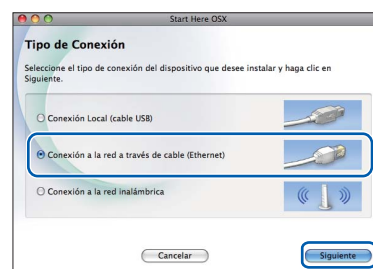 Start Here OSX
Tipo de Conexión
Seleccione el tipo de conexión del dispositivo que desee instalar y haga clic en
Siguiente.
Conexión Local (cable USB)
Conexión a la red a través de cable (Ethernet)
Conexión a la red inalámbrica
Cancelar
Siguiente